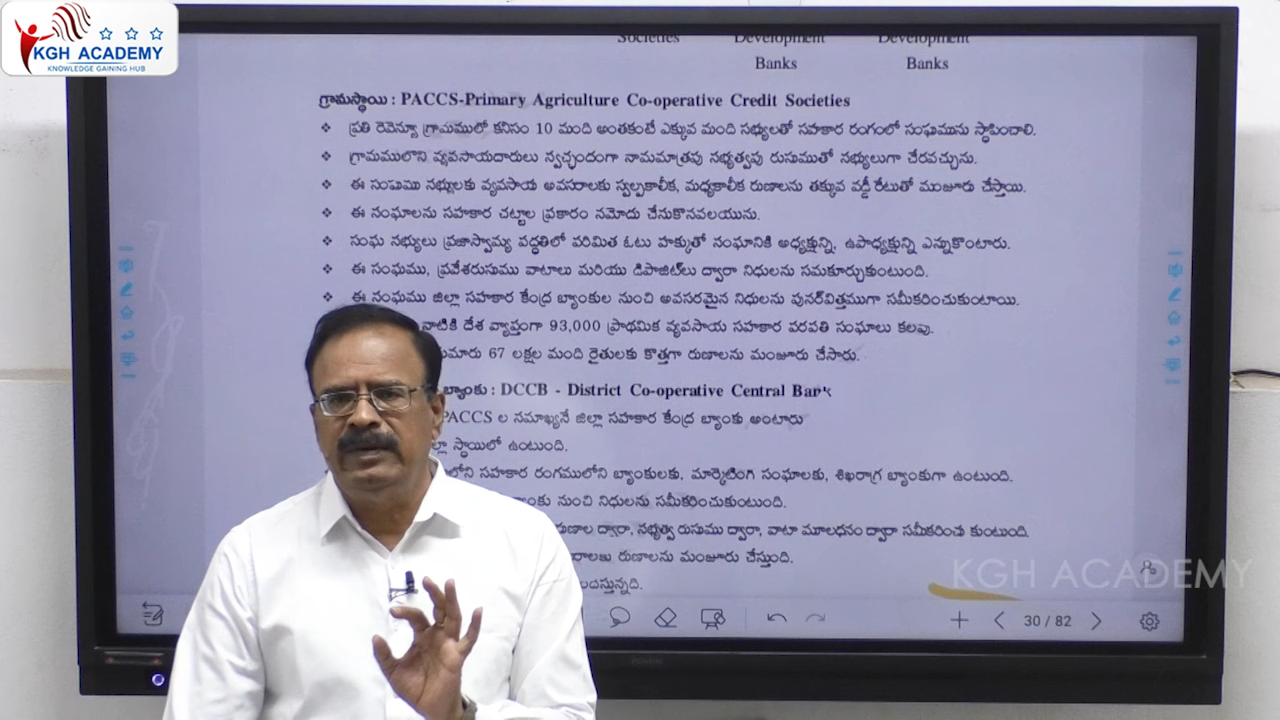 KGH ACADEMY
KNOWLEDGE GAINING HUB
Societies Development Development
Banks Banks
గ్రామస్థాయి : PACCS-Primary Agriculture Co-operative Credit Societies
❖ ప్రతి రెవెన్యూ గ్రామములో కనీసం 10 మంది అంతకంటే ఎక్కువ మంది సభ్యులతో సహకార రంగంలో సంఘమును స్థాపించాలి.
❖ గ్రామములోని వ్యవసాయదారులు స్వచ్ఛందంగా నామమాత్రపు సభ్యత్వపు రుసుముతో సభ్యులుగా చేరవచ్చును.
❖ ఈ సంఘము సభ్యులకు వ్యవసాయ అవసరాలకు స్వల్పకాలీక, మధ్యకాలీక రుణాలను తక్కువ వడ్డీ రేటుతో మంజూరు చేస్తాయి.
❖ ఈ సంఘాలను సహకార చట్టాల ప్రకారం నమోదు చేసుకొనవలయును.
❖ సంఘ సభ్యులు ప్రజాస్వామ్య పద్ధతిలో పరిమిత ఓటు హక్కుతో సంఘానికి అధ్యక్షున్ని, ఉపాధ్యక్షున్ని ఎన్నుకొంటారు.
❖ ఈ సంఘము, ప్రవేశరుసుము వాటాలు మరియు డిపాజిట్‌లు ద్వారా నిధులను సమకూర్చుకుంటుంది.
❖ ఈ సంఘము జిల్లా సహకార కేంద్ర బ్యాంకుల నుంచి అవసరమైన నిధులను పునర్‌విత్తముగా సమీకరించుకుంటాయి.
నాటికి దేశ వ్యాప్తంగా 93,000 ప్రాథమిక వ్యవసాయ సహకార పరపతి సంఘాలు కలవు.
67 లక్షల మంది రైతులకు కొత్తగా రుణాలను మంజూరు చేసారు.
బ్యాంకు : DCCB - District Co-operative Central Bank
PACCS ల సమాఖ్యనే జిల్లా సహకార కేంద్ర బ్యాంకు అంటారు
స్థాయిలో ఉంటుంది.
సహకార రంగములోని బ్యాంకులకు, మార్కెటింగ్ సంఘాలకు, శిఖరాగ్ర బ్యాంకుగా ఉంటుంది.
నుంచి నిధులను సమీకరించుకుంటుంది.
ద్వారా, సభ్యత్వ రుసుము ద్వారా, వాటా మూలధనం ద్వారా సమీకరించు కుంటుంది.
రుణాలను మంజూరు చేస్తుంది.
KGH ACADEMY
30 / 82